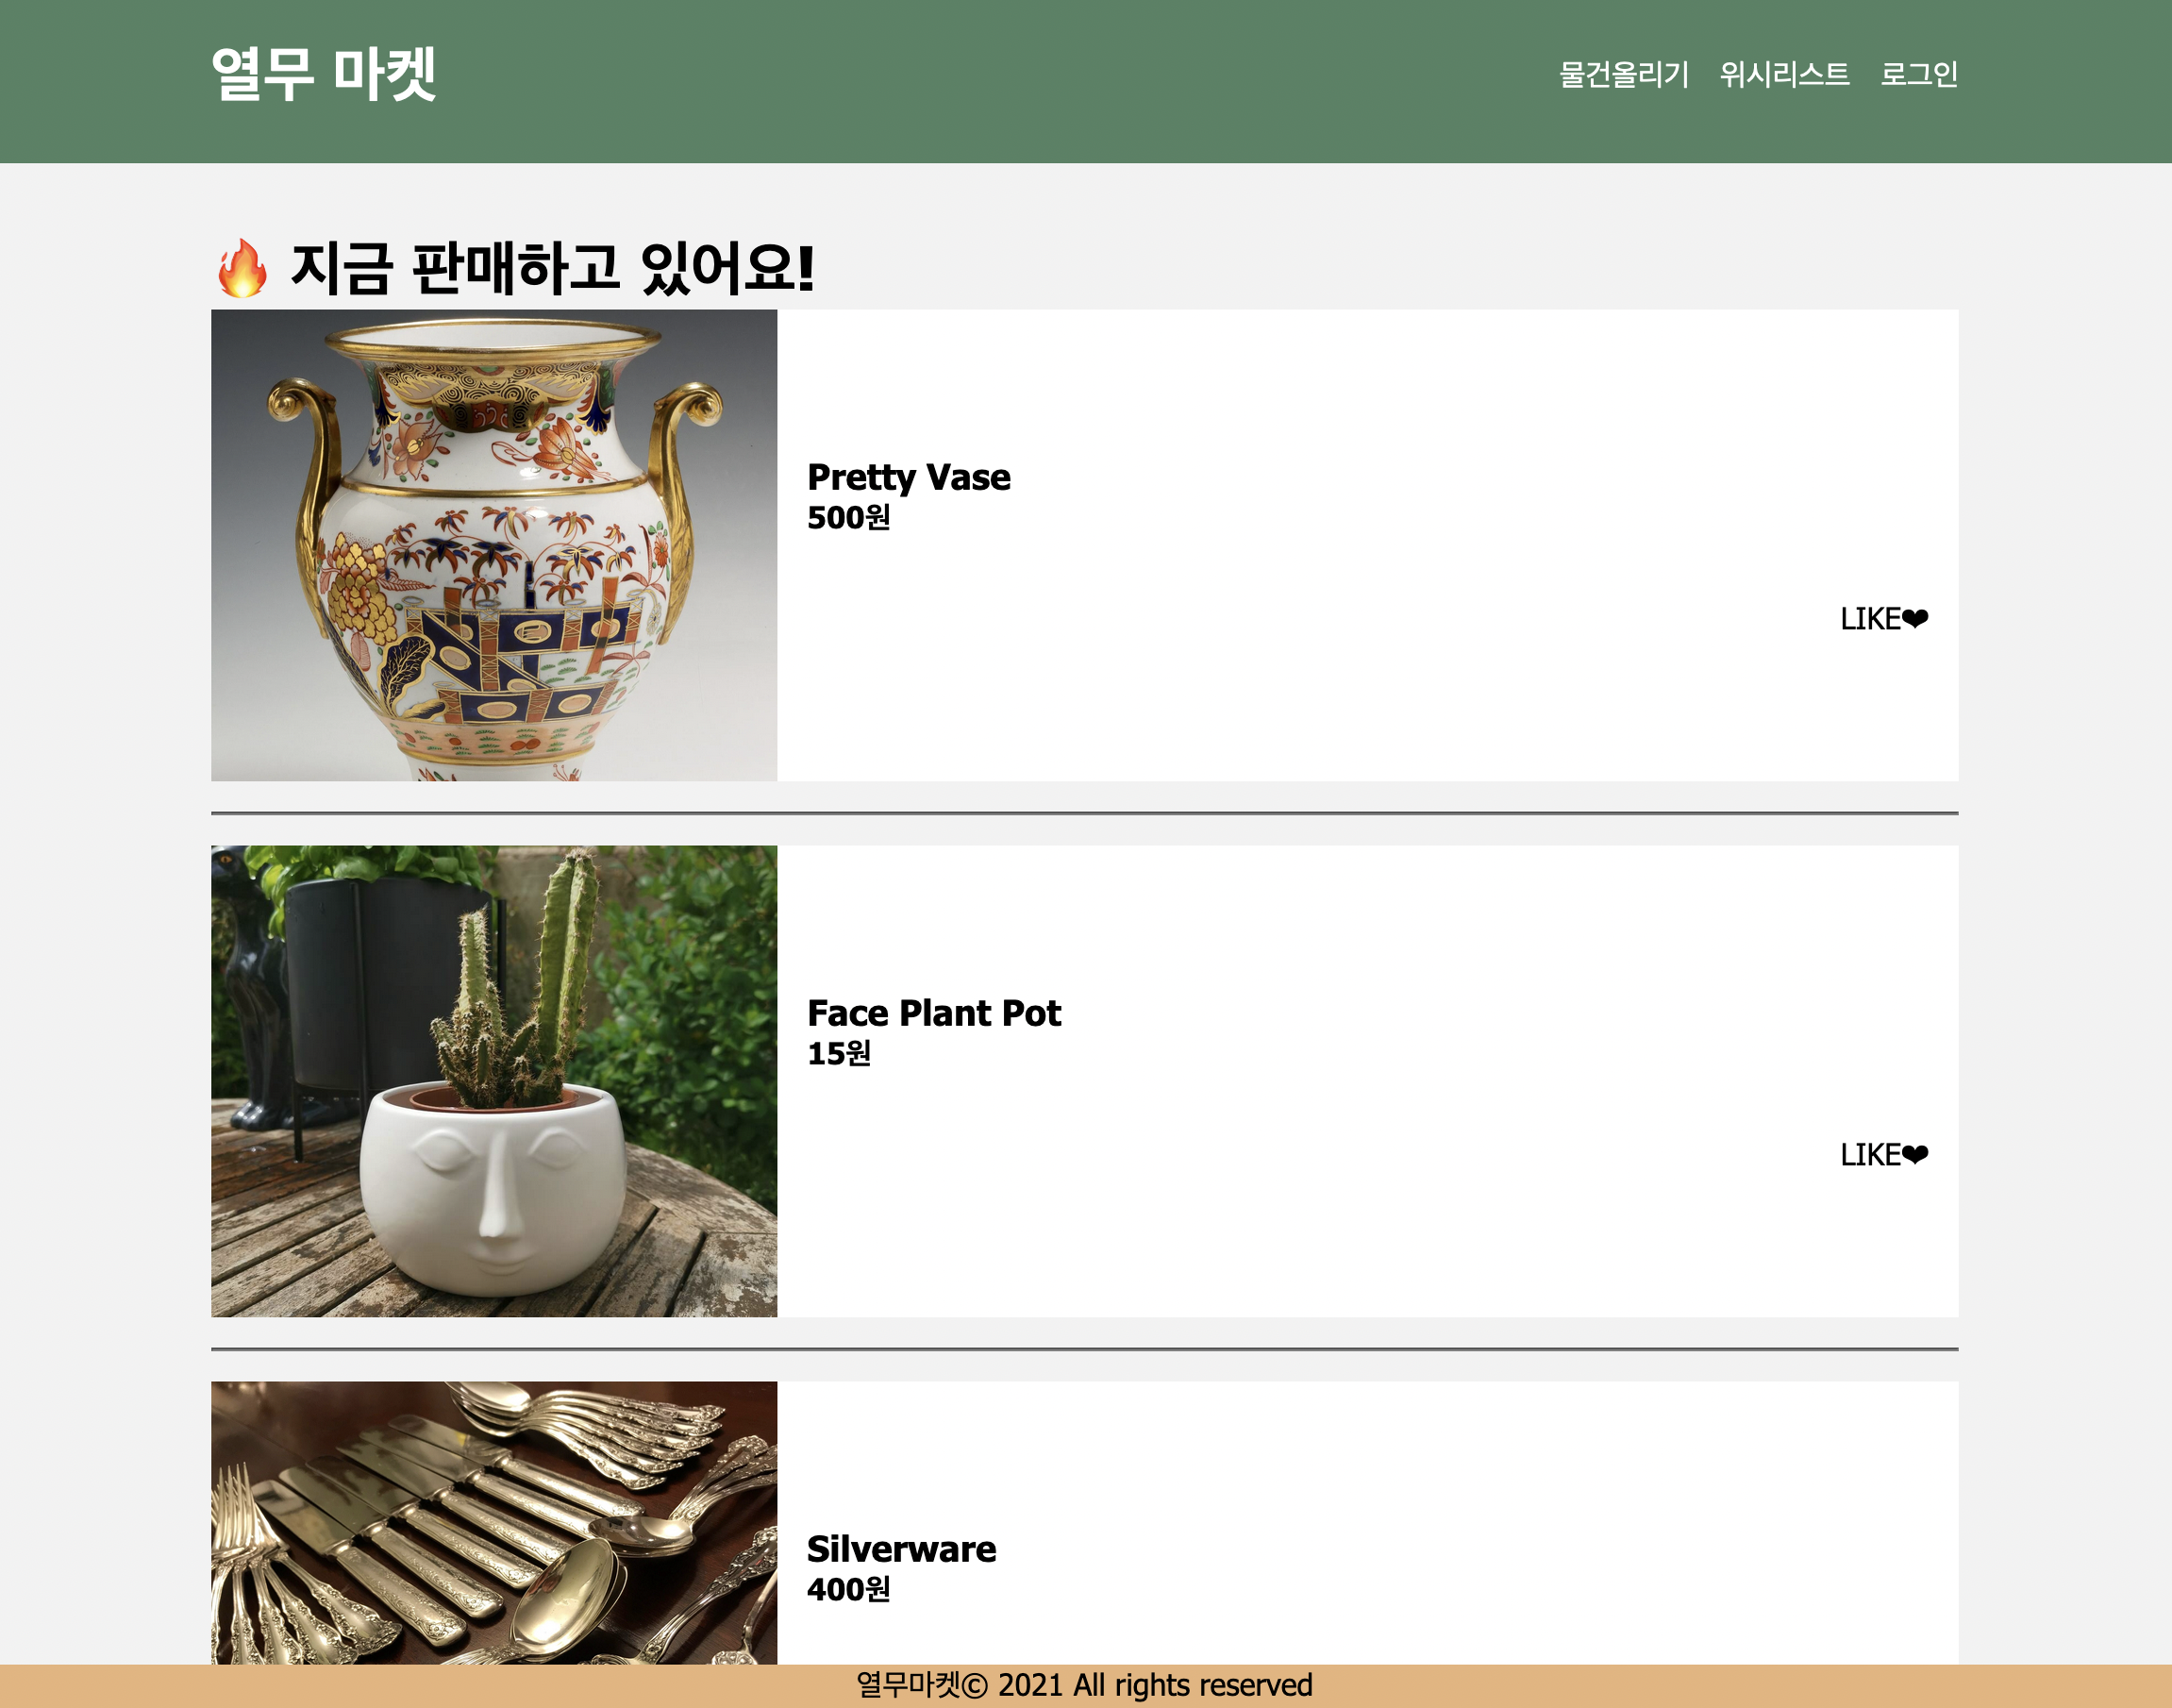 열무 마켓
물건올리기 위시리스트 로그인
🔥 지금 판매하고 있어요!
Pretty Vase
500원
LIKE❤
Face Plant Pot
15원
LIKE❤
Silverware
400원
열무마켓© 2021 All rights reserved